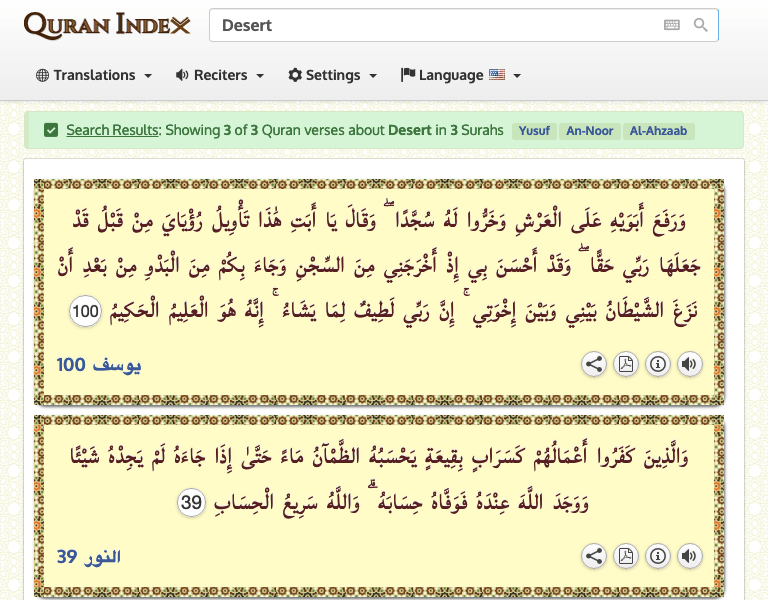 Quran Index
Desert
Translations Reciters Settings Language
Search Results: Showing 3 of 3 Quran verses about Desert in 3 Surahs Yusuf An-Noor Al-Ahzaab
وَرَفَعَ أَبَوَيْهِ عَلَى الْعَرْشِ وَخَرُّوا لَهُ سُجَّدًا ۖ وَقَالَ يَا أَبَتِ هَٰذَا تَأْوِيلُ رُؤْيَايَ مِنْ قَبْلُ قَدْ
جَعَلَهَا رَبِّي حَقًّا ۖ وَقَدْ أَحْسَنَ بِي إِذْ أَخْرَجَنِي مِنَ السِّجْنِ وَجَاءَ بِكُمْ مِنَ الْبَدْوِ مِنْ بَعْدِ أَنْ
نَزَغَ الشَّيْطَانُ بَيْنِي وَبَيْنَ إِخْوَتِي ۚ إِنَّ رَبِّي لَطِيفٌ لِمَا يَشَاءُ ۚ إِنَّهُ هُوَ الْعَلِيمُ الْحَكِيمُ 100
يوسف 100
وَالَّذِينَ كَفَرُوا أَعْمَالُهُمْ كَسَرَابٍ بِقِيعَةٍ يَحْسَبُهُ الظَّمْآنُ مَاءً حَتَّىٰ إِذَا جَاءَهُ لَمْ يَجِدْهُ شَيْئًا
وَوَجَدَ اللَّهَ عِنْدَهُ فَوَفَّاهُ حِسَابَهُ ۗ وَاللَّهُ سَرِيعُ الْحِسَابِ 39
النور 39